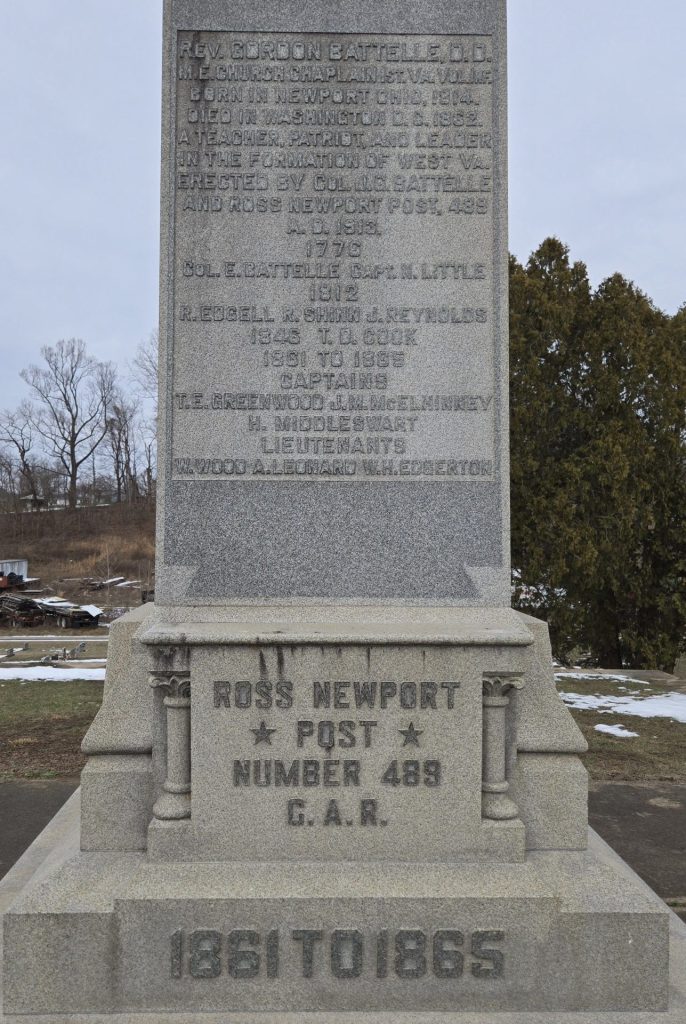 REV. GORDON BATTELLE, D.D.
M.E. CHURCH CHAPLAIN 1ST. VA. VOL. INF.
BORN IN NEWPORT OHIO, 1814.
DIED IN WASHINGTON D.C. 1862.
A TEACHER, PATRIOT, AND LEADER
IN THE FORMATION OF WEST VA.
ERECTED BY COL. J.G. BATTELLE
AND ROSS NEWPORT POST, 489
A.D. 1913.
1776
COL. E. BATTELLE CAPT. N. LITTLE
1812
R. EDGELL R. SHINN J. REYNOLDS
1846 T.D. COOK
1861 TO 1865
CAPTAINS
T.E. GREENWOOD J.M. McELHINNEY
H. MIDDLESWART
LIEUTENANTS
W. WOOD A. LEONARD W.H. EDGERTON
ROSS NEWPORT
★ POST ★
NUMBER 489
G.A.R.
1861 TO 1865